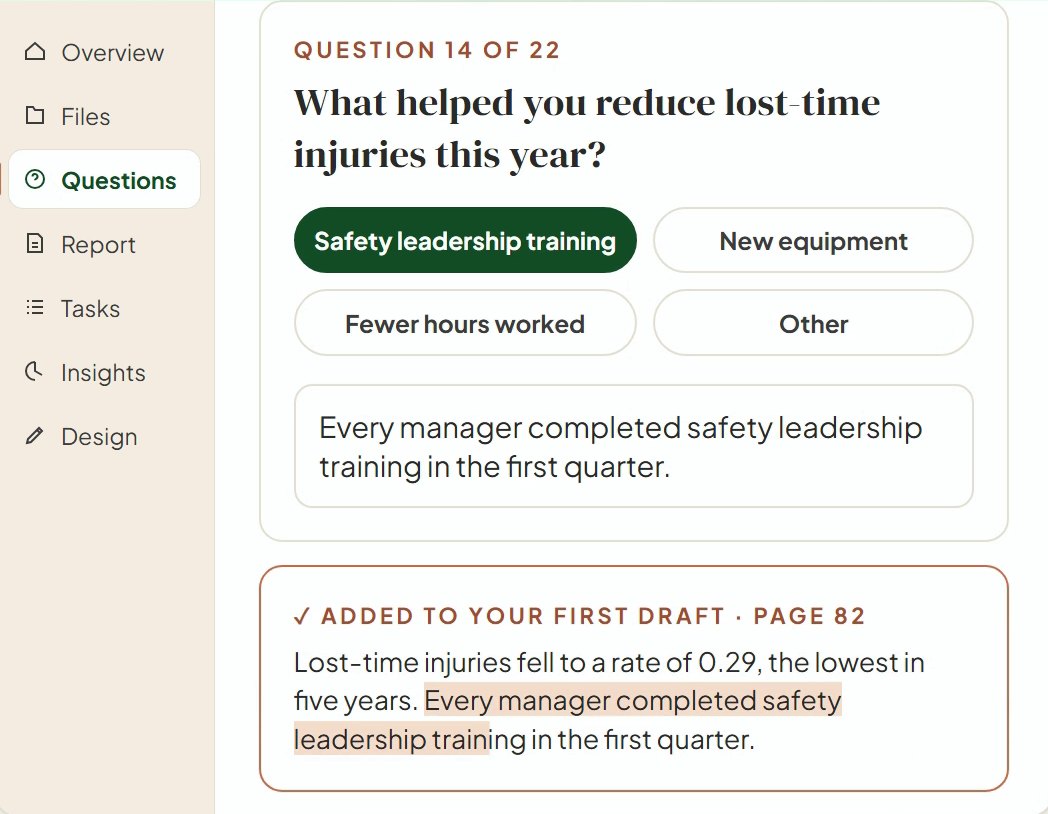 Overview
Files
Questions
Report
Tasks
Insights
Design
QUESTION 14 OF 22
What helped you reduce lost-time
injuries this year?
Safety leadership training
New equipment
Fewer hours worked
Other
Every manager completed safety leadership
training in the first quarter.
✓ ADDED TO YOUR FIRST DRAFT · PAGE 82
Lost-time injuries fell to a rate of 0.29, the lowest in
five years. Every manager completed safety
leadership training in the first quarter.